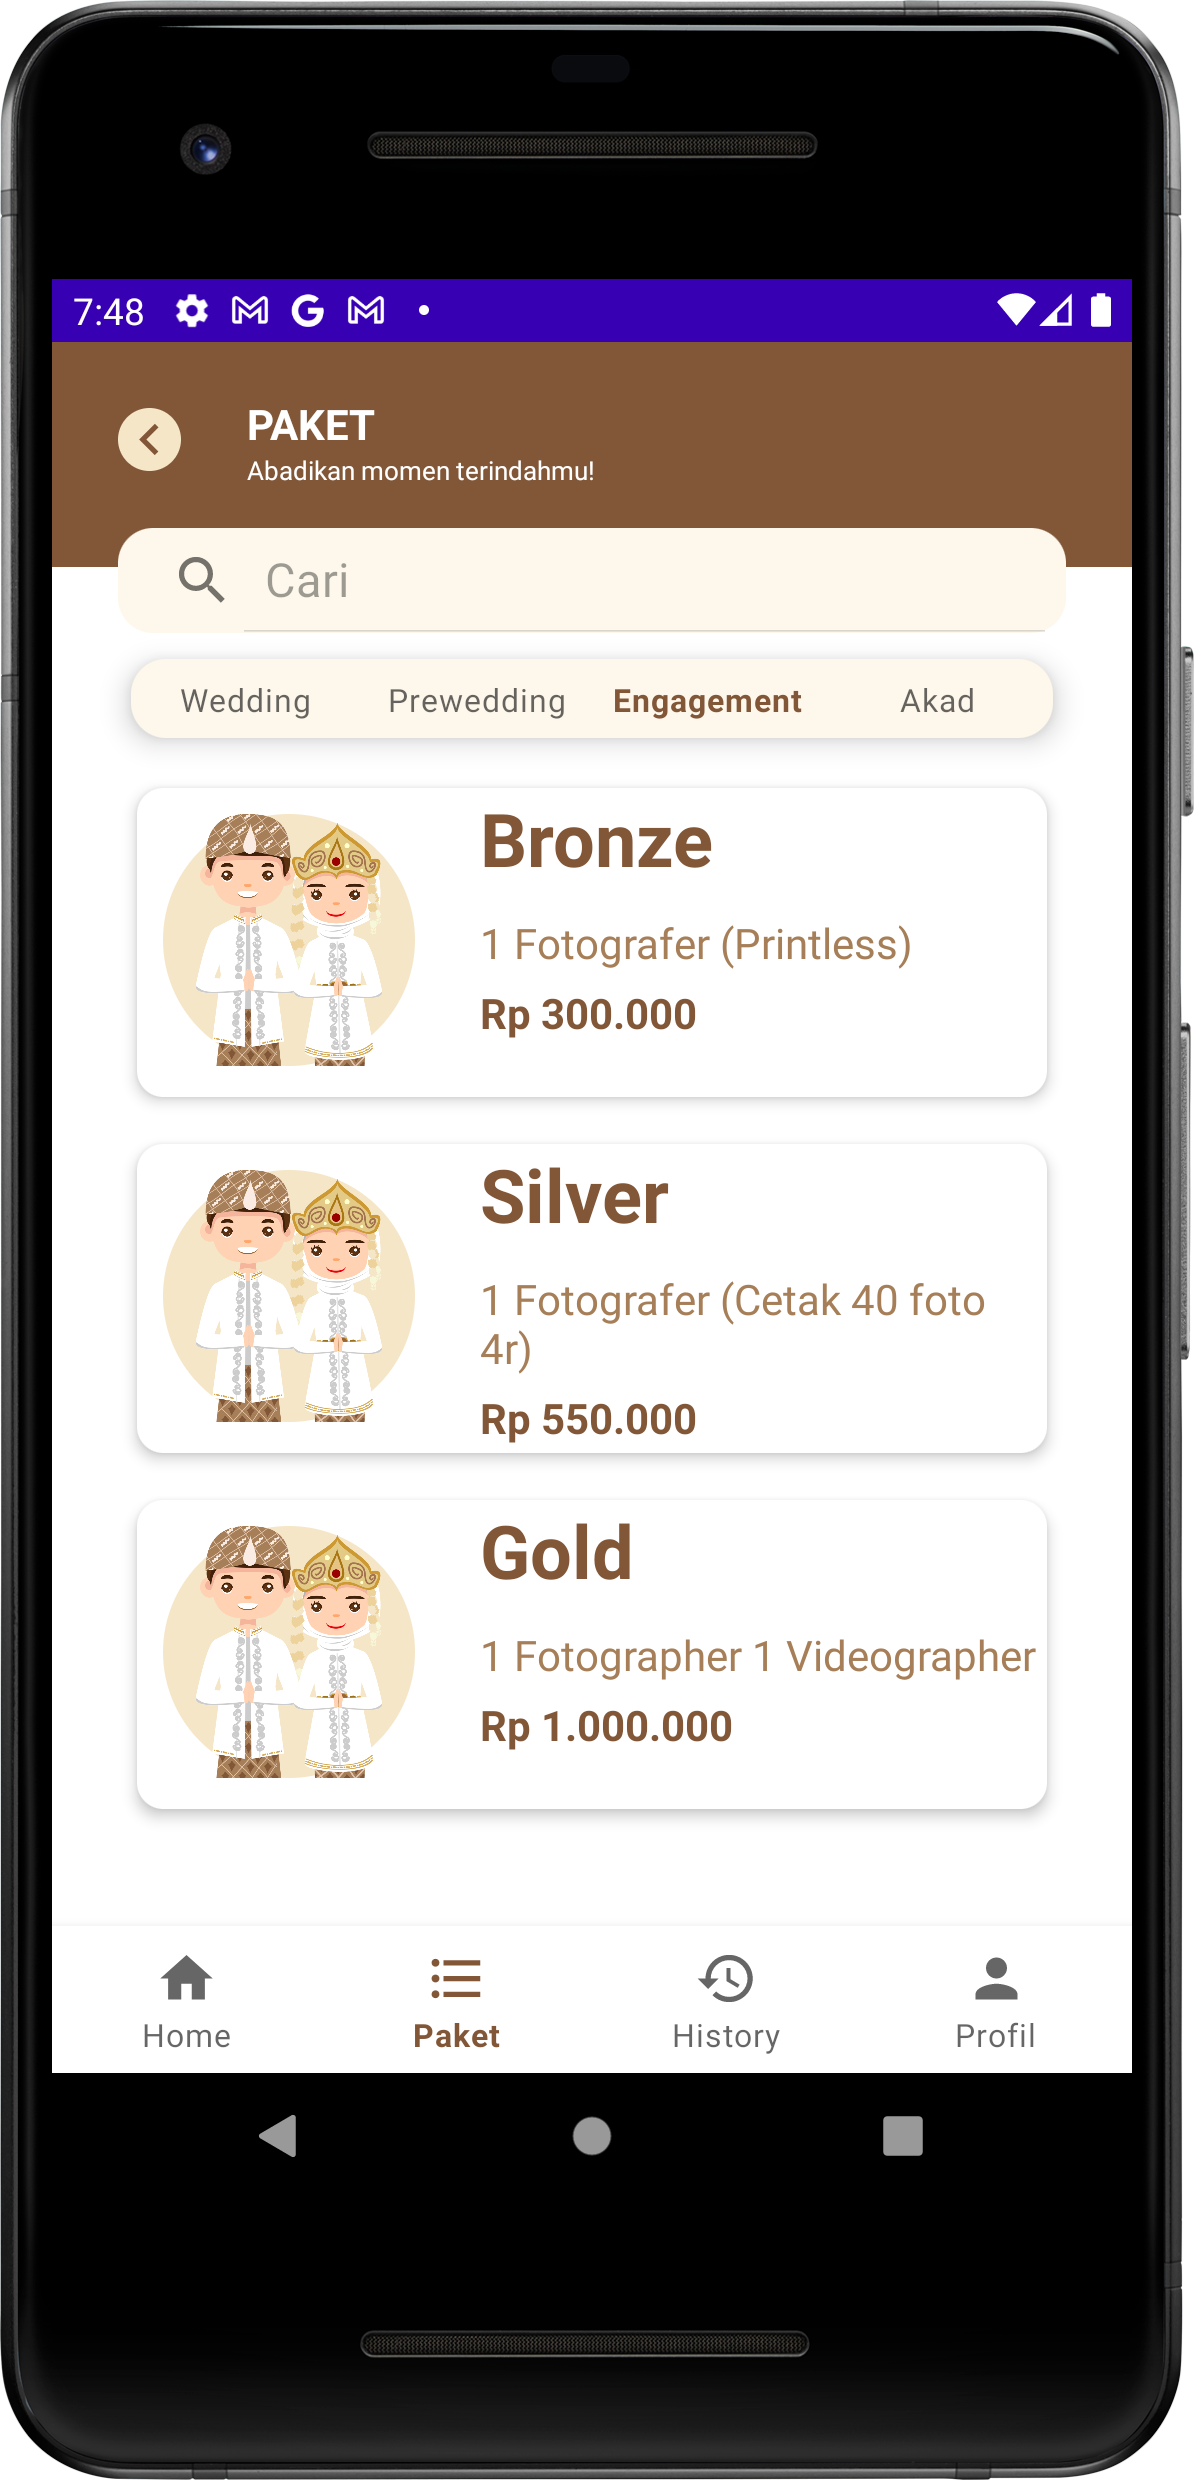 7:48
PAKET
Abadikan momen terindahmu!
Cari
Wedding Prewedding Engagement Akad
Bronze
1 Fotografer (Printless)
Rp 300.000
Silver
1 Fotografer (Cetak 40 foto
4r)
Rp 550.000
Gold
1 Fotographer 1 Videographer
Rp 1.000.000
Home Paket History Profil